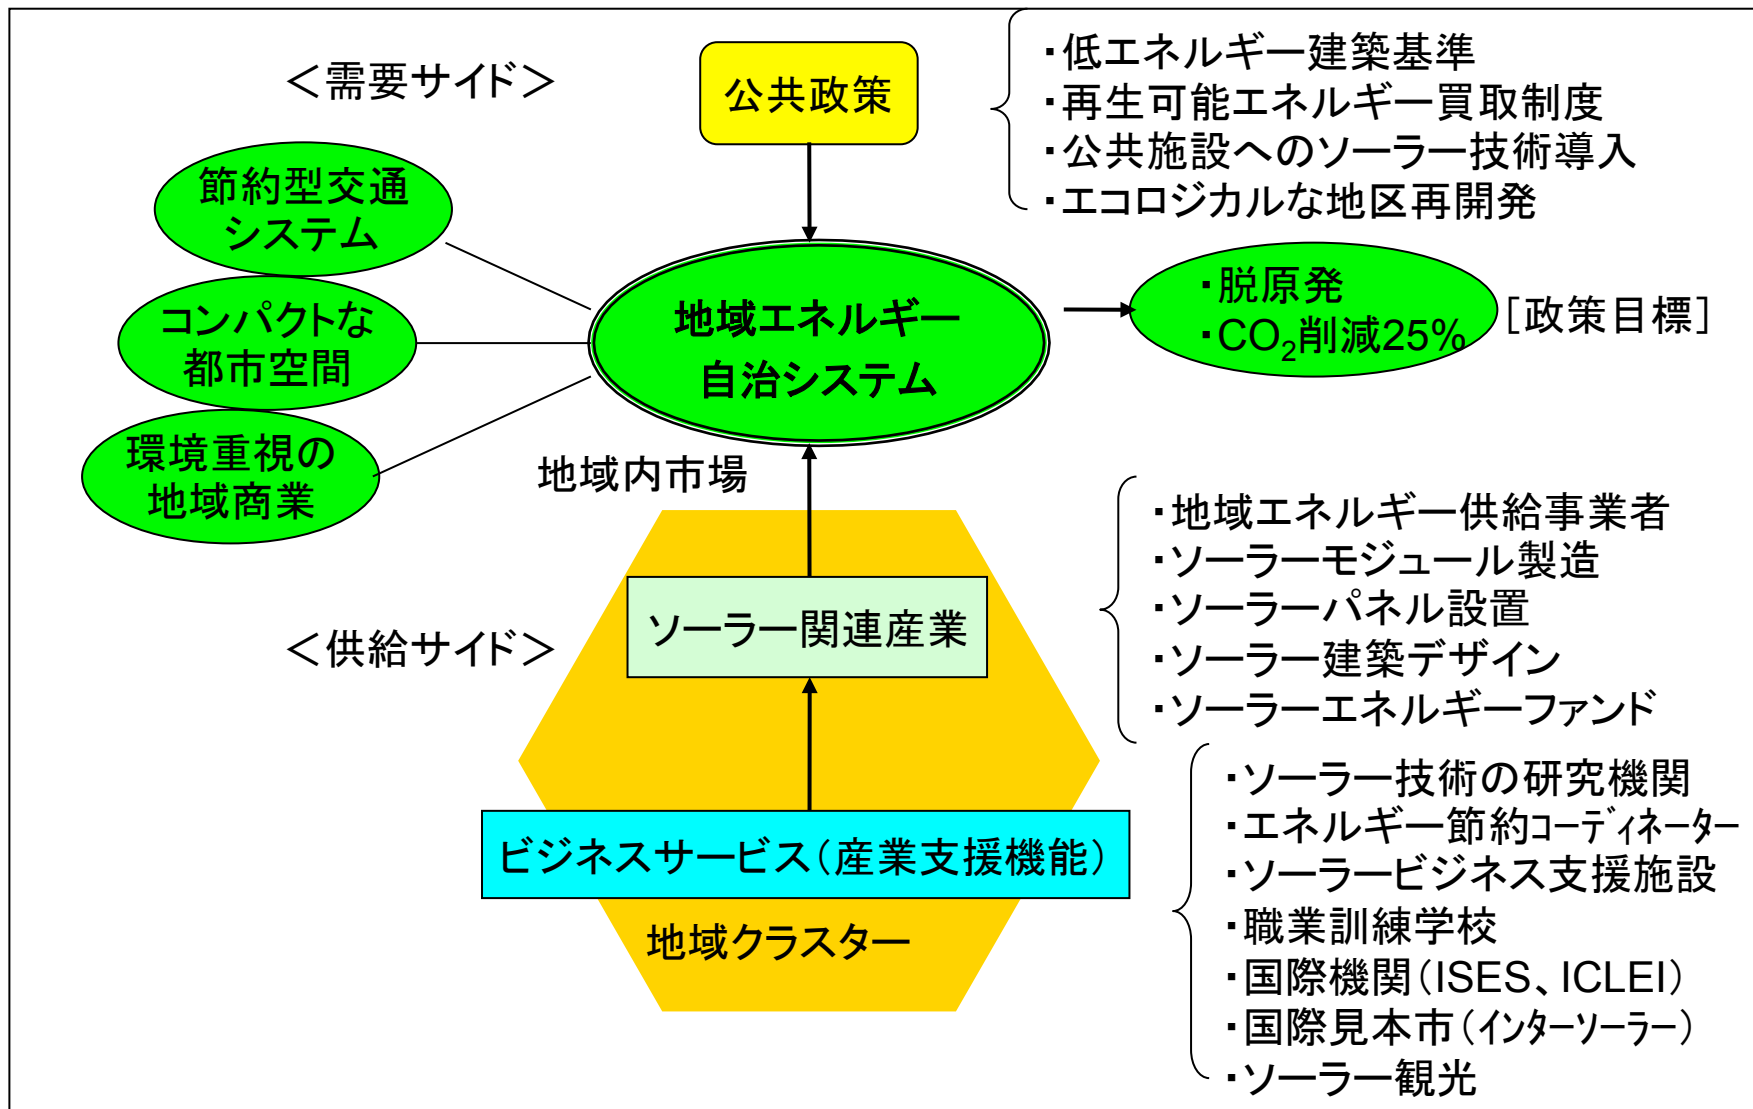 ＜需要サイド＞
公共政策
・低エネルギー建築基準
・再生可能エネルギー買取制度
・公共施設へのソーラー技術導入
・エコロジカルな地区再開発
節約型交通
システム
コンパクトな
都市空間
環境重視の
地域商業
地域エネルギー
自治システム
・脱原発
・CO₂削減25%
［政策目標］
地域内市場
＜供給サイド＞
ソーラー関連産業
・地域エネルギー供給事業者
・ソーラーモジュール製造
・ソーラーパネル設置
・ソーラー建築デザイン
・ソーラーエネルギーファンド
ビジネスサービス（産業支援機能）
地域クラスター
・ソーラー技術の研究機関
・エネルギー節約ｺｰﾃﾞｨﾈｰﾀｰ
・ソーラービジネス支援施設
・職業訓練学校
・国際機関（ISES、ICLEI）
・国際見本市（ｲﾝﾀｰｿｰﾗｰ）
・ソーラー観光